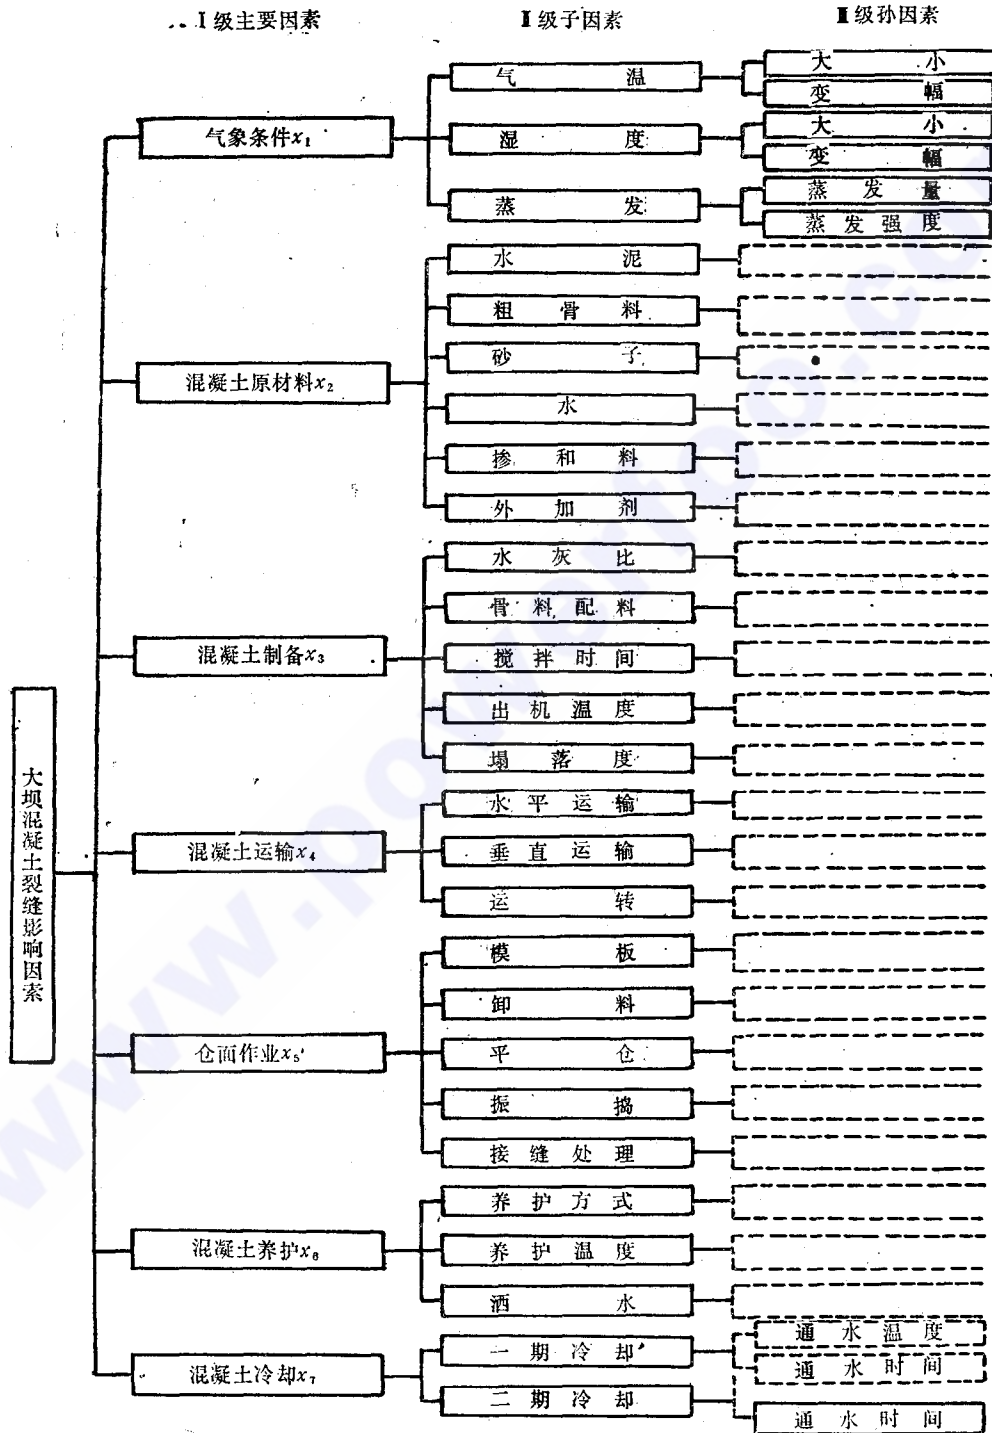 Ⅰ级主要因素 Ⅱ级子因素 Ⅲ级孙因素
大坝混凝土裂缝影响因素
气象条件x₁
气温
大小
变幅
湿度
大小
变幅
蒸发
蒸发量
蒸发强度
混凝土原材料x₂
水泥
粗骨料
砂子
水
掺和料
外加剂
混凝土制备x₃
水灰比
骨料配料
搅拌时间
出机温度
塌落度
混凝土运输x₄
水平运输
垂直运输
运转
仓面作业x₅
模板
卸料
平仓
振捣
接缝处理
混凝土养护x₆
养护方式
养护温度
洒水
混凝土冷却x₇
一期冷却
通水温度
通水时间
二期冷却
通水时间
www.powerfoo.co